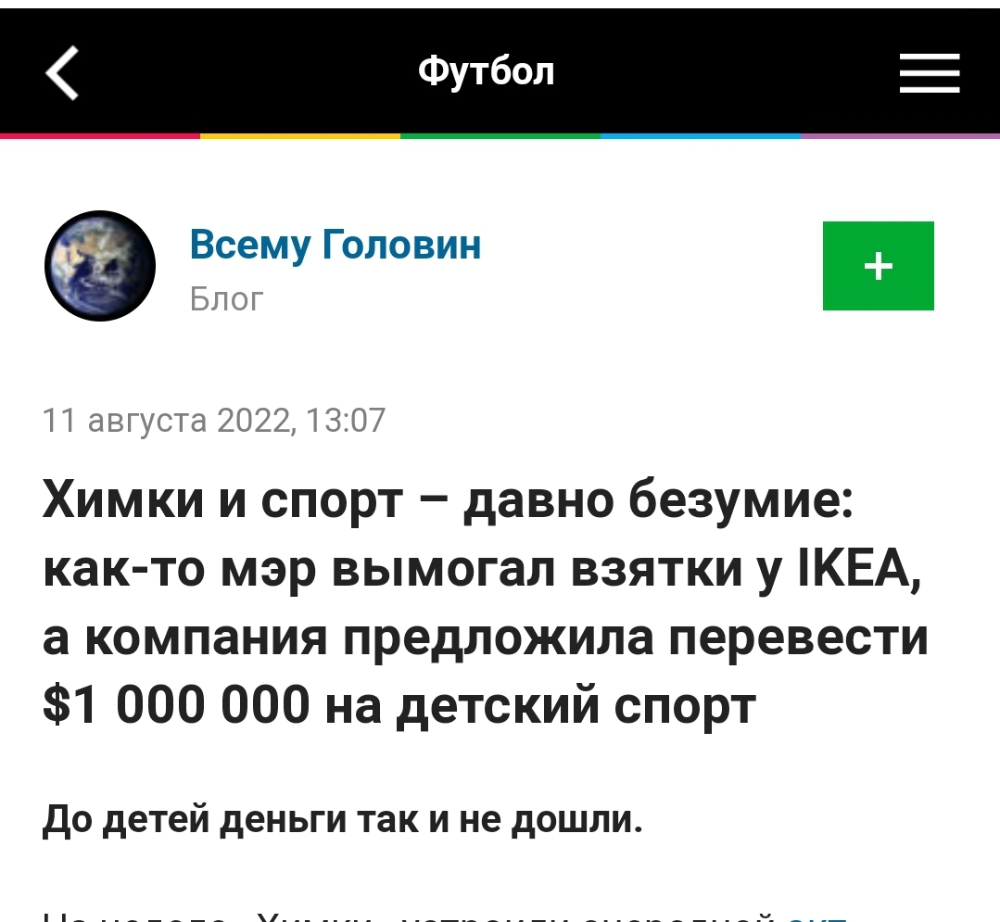 Футбол
Всему Головин
+
Блог
11 августа 2022, 13:07
Химки и спорт – давно безумие:
как-то мэр вымогал взятки у IKEA,
а компания предложила перевести
$1 000 000 на детский спорт
До детей деньги так и не дошли.